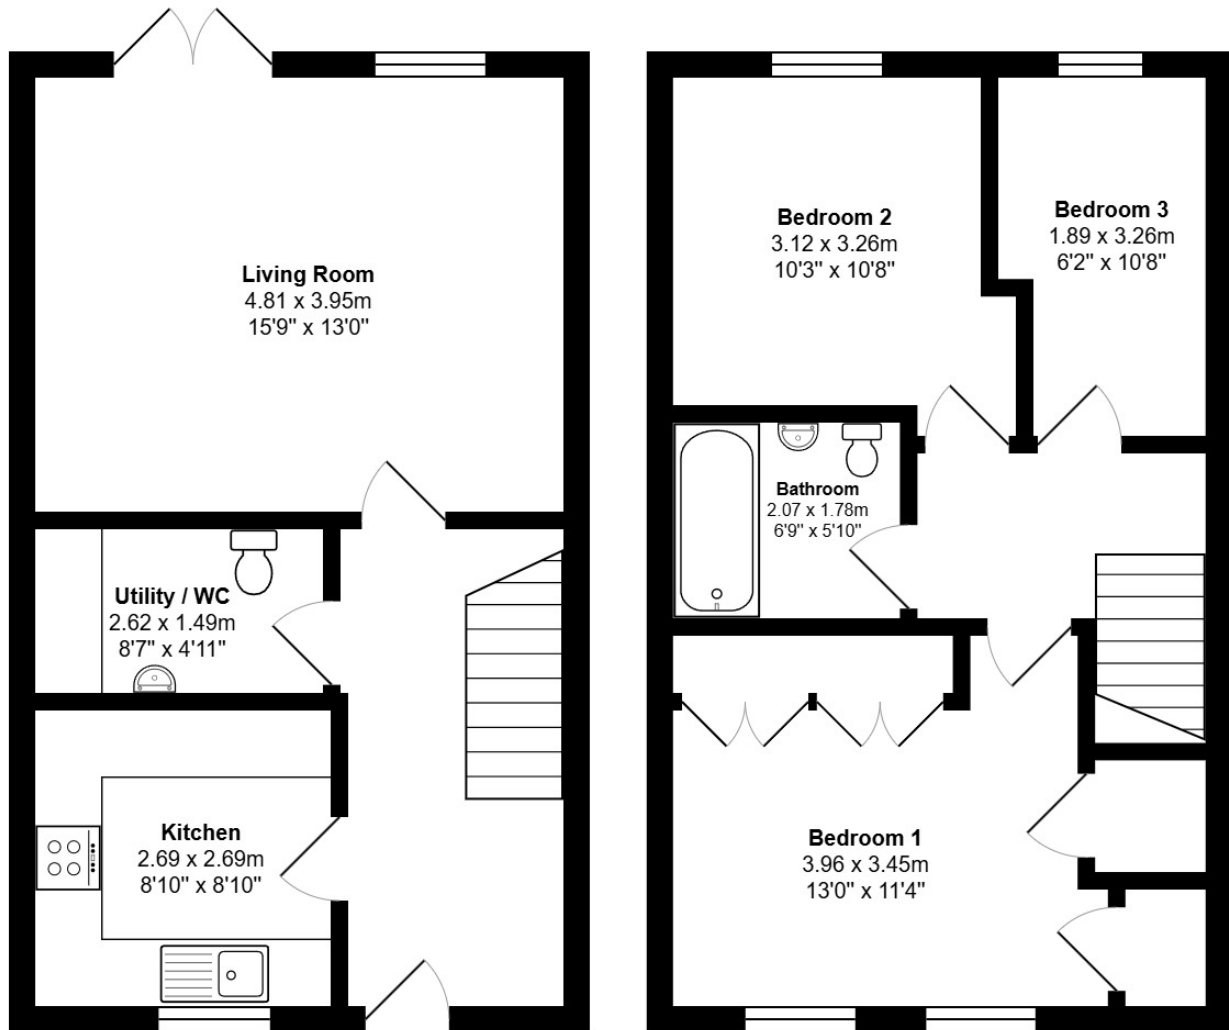 Living Room
4.81 x 3.95m
15'9" x 13'0"
Utility / WC
2.62 x 1.49m
8'7" x 4'11"
Kitchen
2.69 x 2.69m
8'10" x 8'10"
Bedroom 2
3.12 x 3.26m
10'3" x 10'8"
Bedroom 3
1.89 x 3.26m
6'2" x 10'8"
Bathroom
2.07 x 1.78m
6'9" x 5'10"
Bedroom 1
3.96 x 3.45m
13'0" x 11'4"